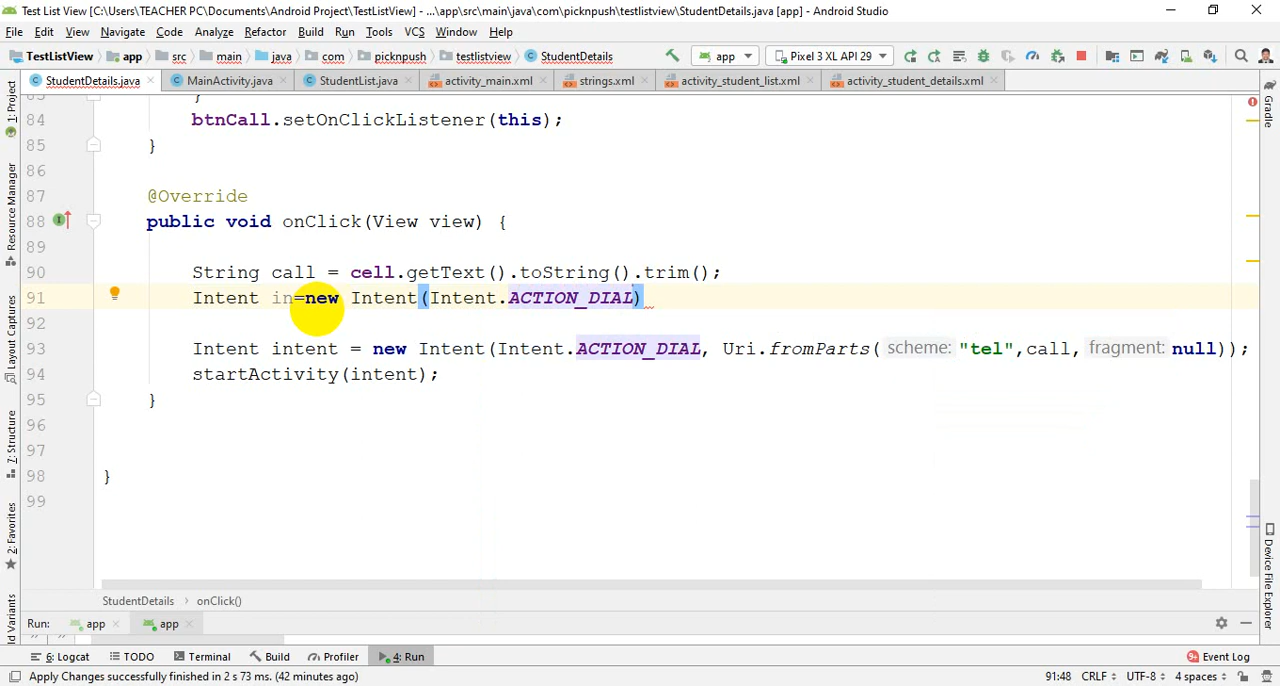 Test List View [C:\Users\TEACHER PC\Documents\Android Project\TestListView] - ...\app\src\main\java\com\picknpush\testlistview\StudentDetails.java [app] - Android Studio
File Edit View Navigate Code Analyze Refactor Build Run Tools VCS Window Help
TestListView app src main java com picknpush testlistview StudentDetails app Pixel 3 XL API 29
StudentDetails.java MainActivity.java StudentList.java activity_main.xml strings.xml activity_student_list.xml activity_student_details.xml
1: Project
Resource Manager
Layout Captures
7: Structure
2: Favorites
Gradle
Device File Explorer
83 }
84 btnCall.setOnClickListener(this);
85 }
86
87 @Override
88 public void onClick(View view) {
89
90 String call = cell.getText().toString().trim();
91 Intent in=new Intent(Intent.ACTION_DIAL)
92
93 Intent intent = new Intent(Intent.ACTION_DIAL, Uri.fromParts( scheme: "tel",call, fragment: null));
94 startActivity(intent);
95 }
96
97
98 }
99
StudentDetails › onClick()
Run: app app
6: Logcat TODO Terminal Build Profiler 4: Run 9+ Event Log
Apply Changes successfully finished in 2 s 73 ms. (42 minutes ago) 91:48 CRLF UTF-8 4 spaces